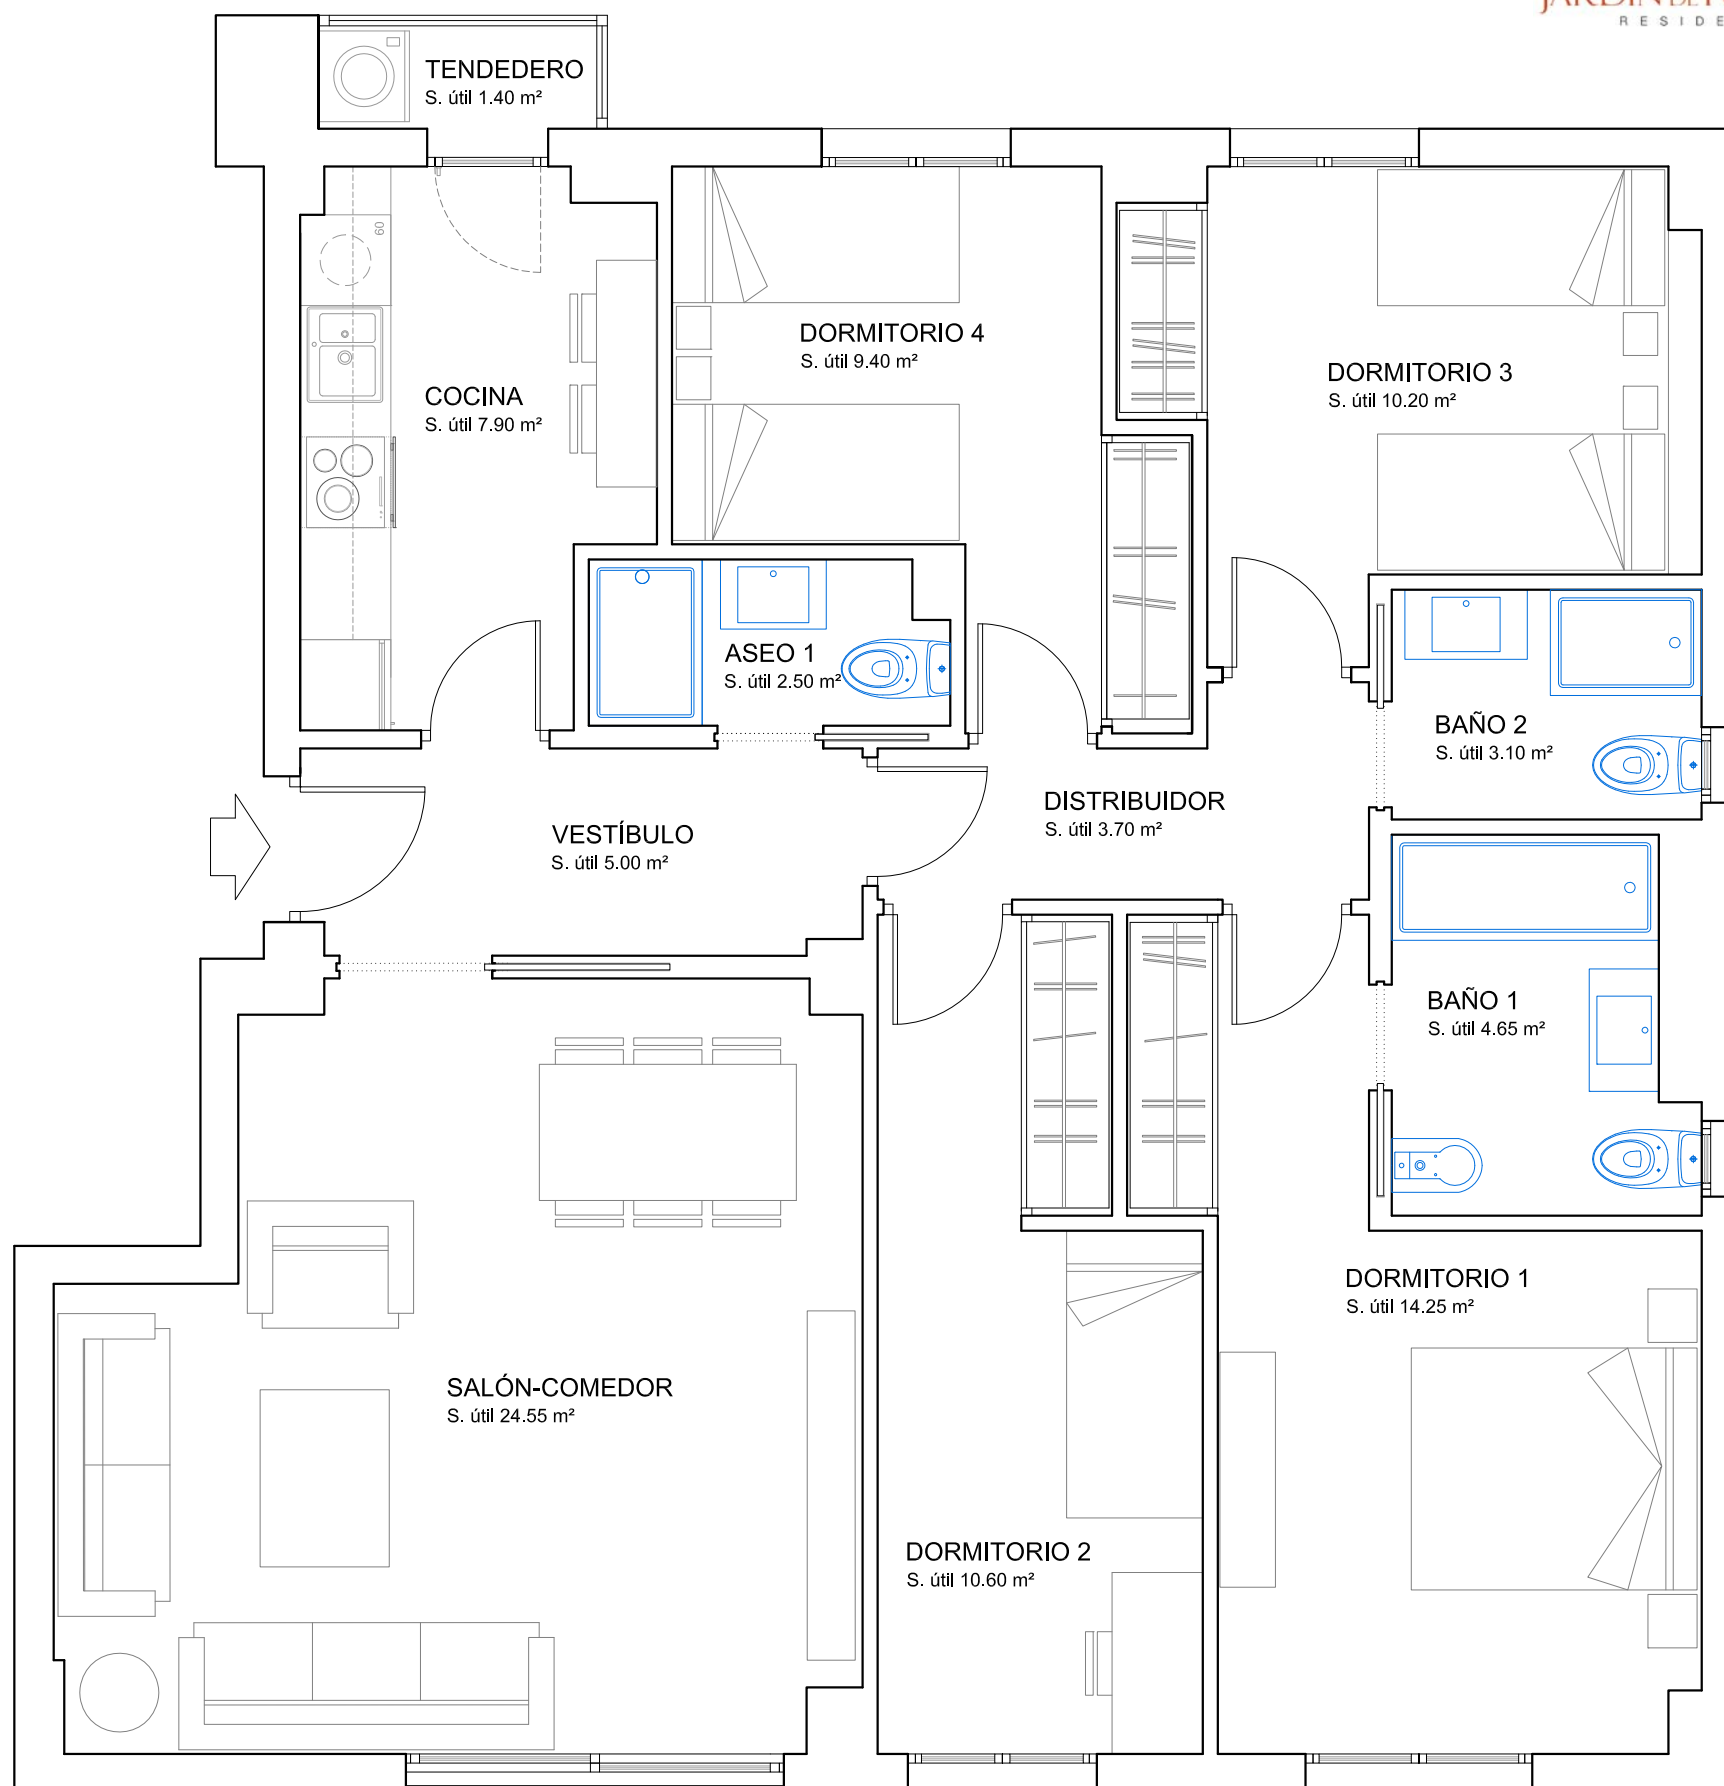 RESIDE
TENDEDERO
S. útil 1.40 m²
60
DORMITORIO 4
S. útil 9.40 m²
DORMITORIO 3
S. útil 10.20 m²
COCINA
S. útil 7.90 m²
ASEO 1
S. útil 2.50 m²
BAÑO 2
S. útil 3.10 m²
DISTRIBUIDOR
S. útil 3.70 m²
VESTÍBULO
S. útil 5.00 m²
BAÑO 1
S. útil 4.65 m²
DORMITORIO 1
S. útil 14.25 m²
SALÓN-COMEDOR
S. útil 24.55 m²
DORMITORIO 2
S. útil 10.60 m²